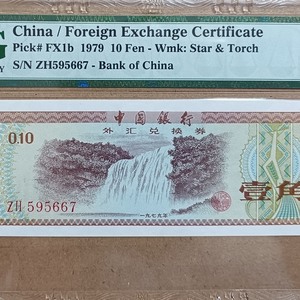 China / Foreign Exchange Certificate
Pick# FX1b 1979 10 Fen - Wmk: Star & Torch
S/N ZH595667 - Bank of China
中国银行
外汇兑换券
0.10
壹角
ZH 595667
一九七九年